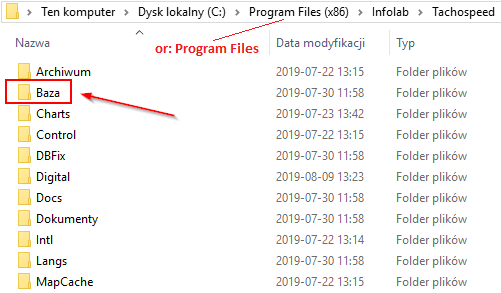 Ten komputer > Dysk lokalny (C:) > Program Files (x86) > Infolab > Tachospeed
or: Program Files
Nazwa Data modyfikacji Typ
Archiwum 2019-07-22 13:15 Folder plików
Baza 2019-07-30 11:58 Folder plików
Charts 2019-07-23 13:42 Folder plików
Control 2019-07-22 13:15 Folder plików
DBFix 2019-07-30 11:58 Folder plików
Digital 2019-08-09 13:23 Folder plików
Docs 2019-07-30 11:58 Folder plików
Dokumenty 2019-07-30 11:58 Folder plików
Intl 2019-07-22 13:14 Folder plików
Langs 2019-07-30 11:58 Folder plików
MapCache 2019-07-22 13:15 Folder plików